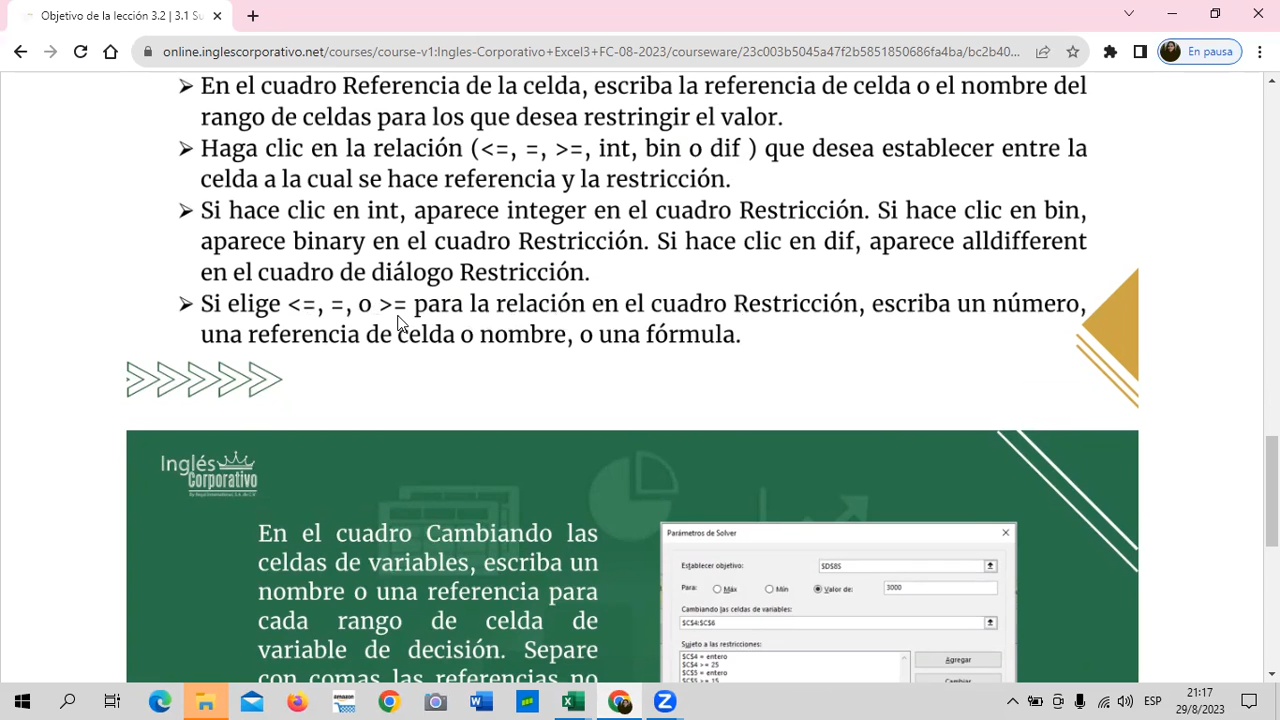 Objetivo de lección 3.2 | 3.1 Sim
online.inglescorporativo.net/courses/course-v1:Ingles-Corporativo+Excel3+FC-08-2023/courseware/23c003b5045a47f2b5851850686fa4ba/bc2b40...
En pausa
➢ En el cuadro Referencia de la celda, escriba la referencia de celda o el nombre del
rango de celdas para los que desea restringir el valor.
➢ Haga clic en la relación (<=, =, >=, int, bin o dif ) que desea establecer entre la
celda a la cual se hace referencia y la restricción.
➢ Si hace clic en int, aparece integer en el cuadro Restricción. Si hace clic en bin,
aparece binary en el cuadro Restricción. Si hace clic en dif, aparece alldifferent
en el cuadro de diálogo Restricción.
➢ Si elige <=, =, o >= para la relación en el cuadro Restricción, escriba un número,
una referencia de celda o nombre, o una fórmula.
Inglés
Corporativo
En el cuadro Cambiando las
celdas de variables, escriba un
nombre o una referencia para
cada rango de celda de
variable de decisión. Separe
con comas las referencias no
Parámetros de Solver
Establecer objetivo: $D$8$
Para: Máx Mín Valor de: 3000
Cambiando las celdas de variables:
$C$4:$C$6
Sujeto a las restricciones:
$C$4 = entero
$C$4 >= 25
$C$5 = entero
$C$5 >= 15
Agregar
Cambiar
ESP
21:17
29/8/2023